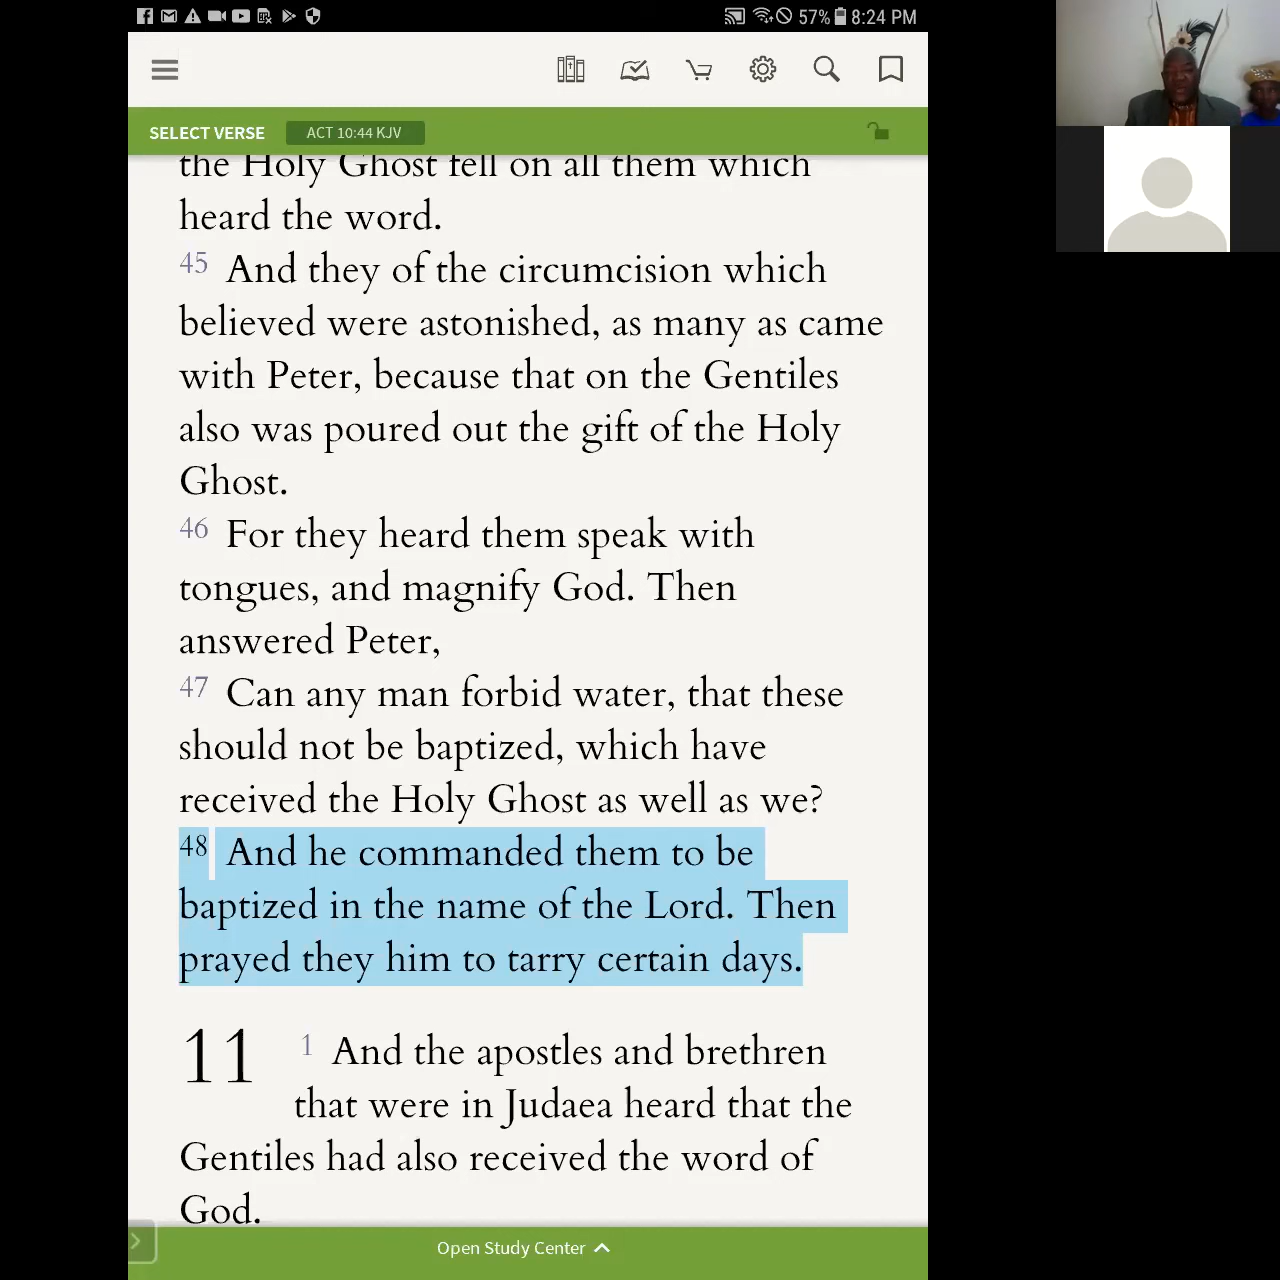 57% 8:24 PM
SELECT VERSE ACT 10:44 KJV
the Holy Ghost fell on all them which
heard the word.
45 And they of the circumcision which
believed were astonished, as many as came
with Peter, because that on the Gentiles
also was poured out the gift of the Holy
Ghost.
46 For they heard them speak with
tongues, and magnify God. Then
answered Peter,
47 Can any man forbid water, that these
should not be baptized, which have
received the Holy Ghost as well as we?
48 And he commanded them to be
baptized in the name of the Lord. Then
prayed they him to tarry certain days.
11 1 And the apostles and brethren
that were in Judaea heard that the
Gentiles had also received the word of
God.
Open Study Center